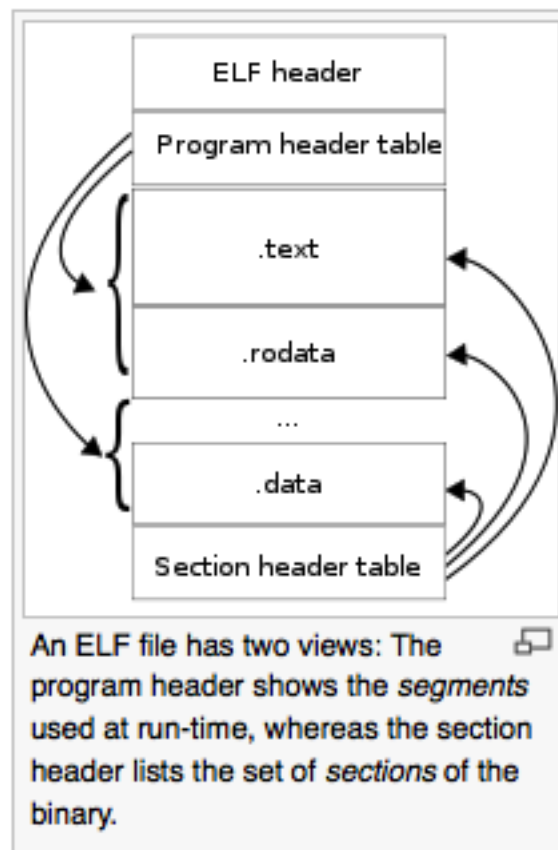 ELF header
Program header table
.text
.rodata
...
.data
Section header table
An ELF file has two views: The
program header shows the segments
used at run-time, whereas the section
header lists the set of sections of the
binary.